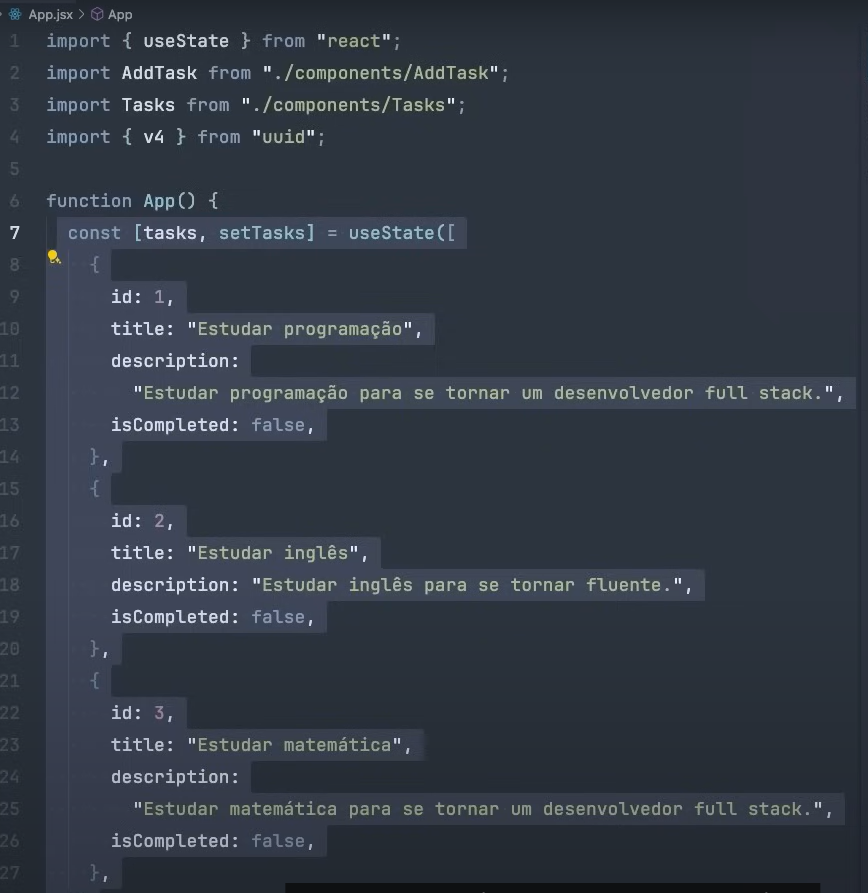 App.jsx > App
1 import { useState } from "react";
2 import AddTask from "./components/AddTask";
3 import Tasks from "./components/Tasks";
4 import { v4 } from "uuid";
5
6 function App() {
7 const [tasks, setTasks] = useState([
8 {
9 id: 1,
10 title: "Estudar programação",
11 description:
12 "Estudar programação para se tornar um desenvolvedor full stack.",
13 isCompleted: false,
14 },
15 {
16 id: 2,
17 title: "Estudar inglês",
18 description: "Estudar inglês para se tornar fluente.",
19 isCompleted: false,
20 },
21 {
22 id: 3,
23 title: "Estudar matemática",
24 description:
25 "Estudar matemática para se tornar um desenvolvedor full stack.",
26 isCompleted: false,
27 },